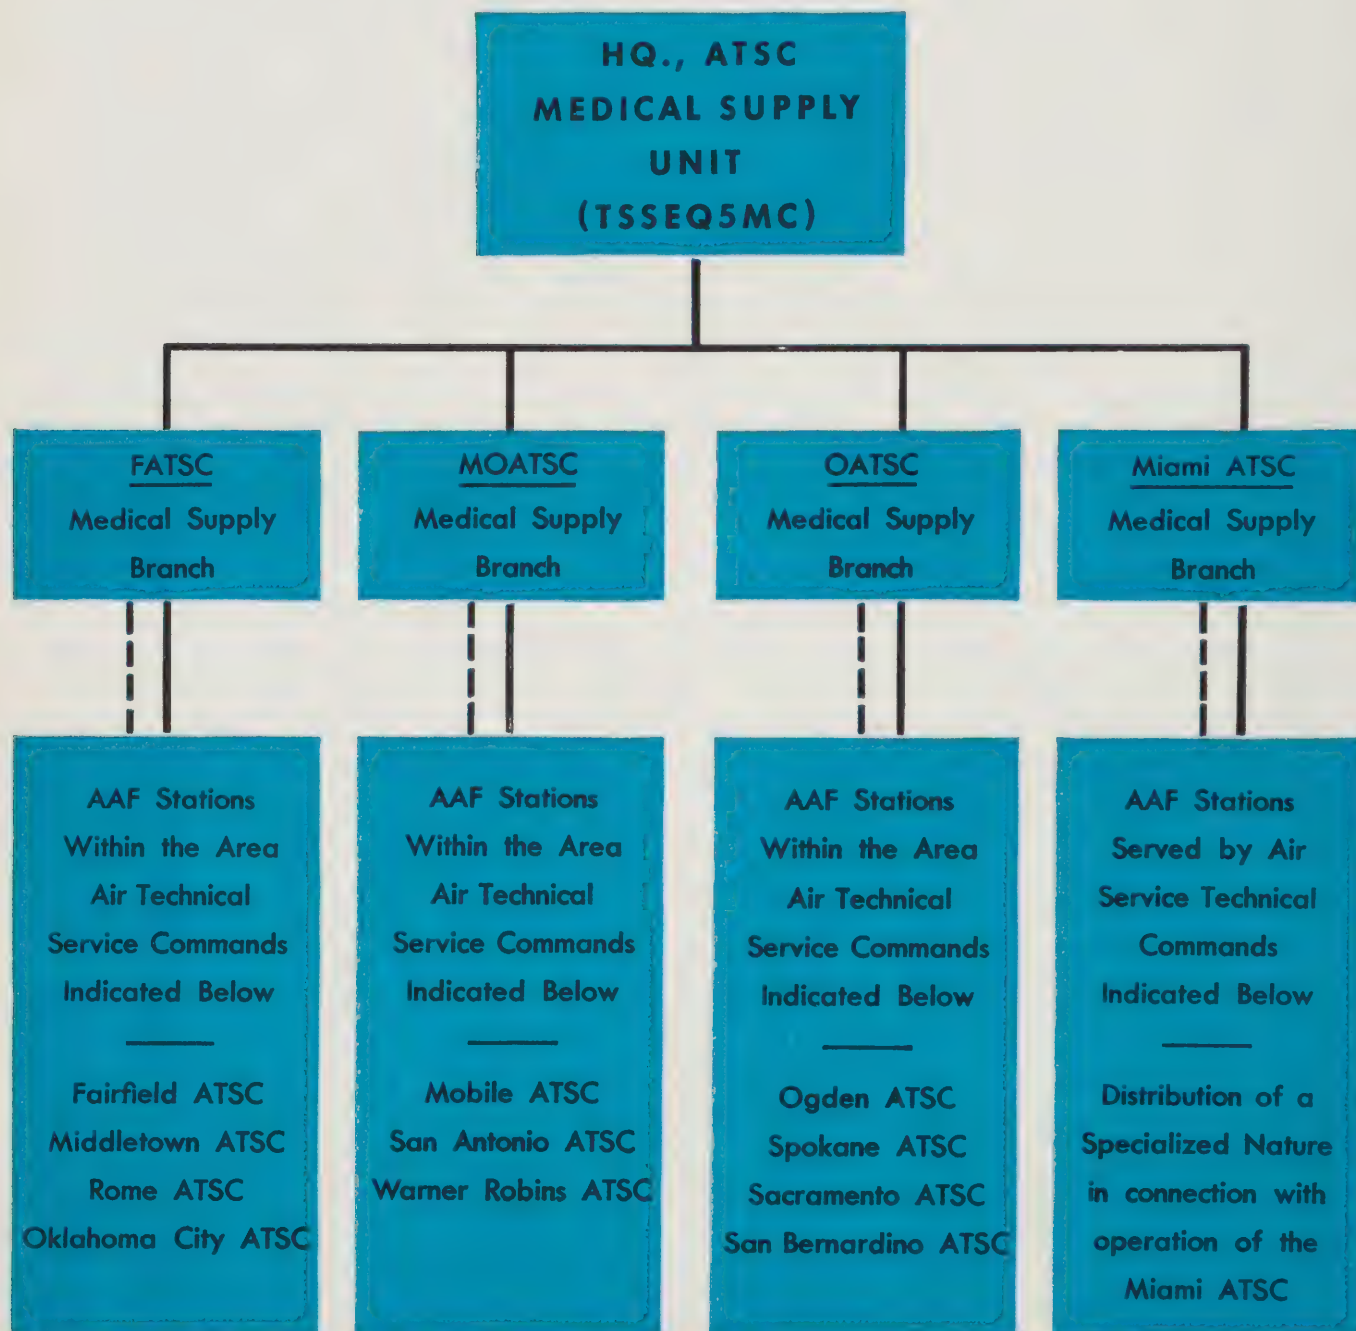 HQ., ATSC
MEDICAL SUPPLY
UNIT
(TSSEQ5MC)
FATSC
Medical Supply
Branch
MOATSC
Medical Supply
Branch
OATSC
Medical Supply
Branch
Miami ATSC
Medical Supply
Branch
AAF Stations
Within the Area
Air Technical
Service Commands
Indicated Below
Fairfield ATSC
Middletown ATSC
Rome ATSC
Oklahoma City ATSC
AAF Stations
Within the Area
Air Technical
Service Commands
Indicated Below
Mobile ATSC
San Antonio ATSC
Warner Robins ATSC
AAF Stations
Within the Area
Air Technical
Service Commands
Indicated Below
Ogden ATSC
Spokane ATSC
Sacramento ATSC
San Bernardino ATSC
AAF Stations
Served by Air
Service Technical
Commands
Indicated Below
Distribution of a
Specialized Nature
in connection with
operation of the
Miami ATSC